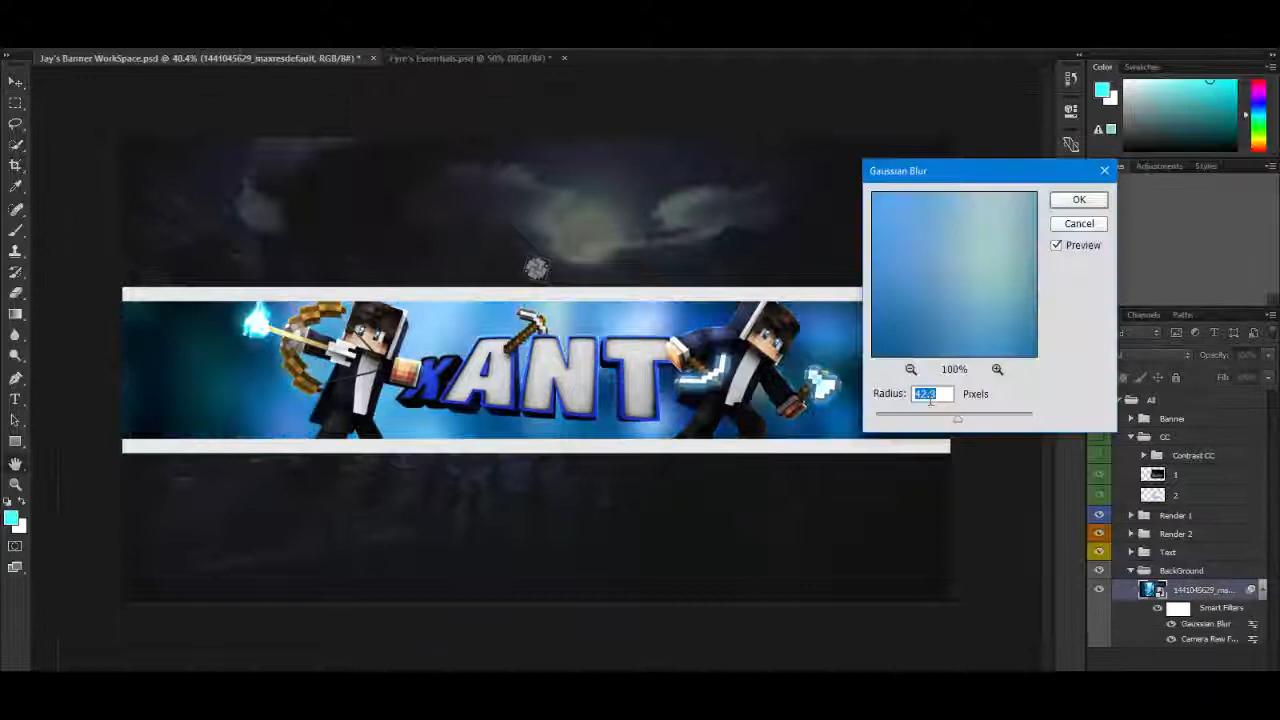 Jay's Banner WorkSpace.psd @ 40.4% (1441045629_maxresdefault, RGB/8#) *
Fyre's Essentials.psd @ 50% (RGB/8#) *
Color
Swatches
Adjustments
Styles
Gaussian Blur
OK
Cancel
Preview
100%
Radius:
Pixels
xANT
Channels
Paths
Opacity:
Fill:
All
Banner
CC
Contrast CC
1
2
Render 1
Render 2
Text
BackGround
1441045629_ma...
Smart Filters
Gaussian Blur
Camera Raw F...
T